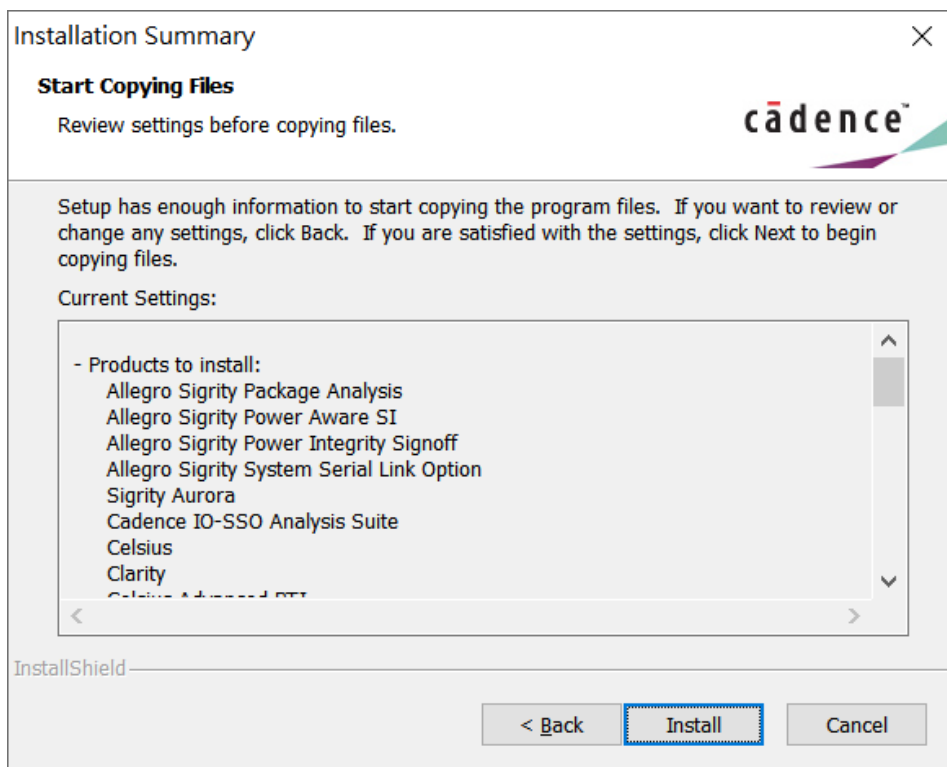 Installation Summary
Start Copying Files
Review settings before copying files.
cādence™
Setup has enough information to start copying the program files.  If you want to review or
change any settings, click Back.  If you are satisfied with the settings, click Next to begin
copying files.
Current Settings:
- Products to install:
Allegro Sigrity Package Analysis
Allegro Sigrity Power Aware SI
Allegro Sigrity Power Integrity Signoff
Allegro Sigrity System Serial Link Option
Sigrity Aurora
Cadence IO-SSO Analysis Suite
Celsius
Clarity
Celsius Advanced PTI
InstallShield
< Back
Install
Cancel